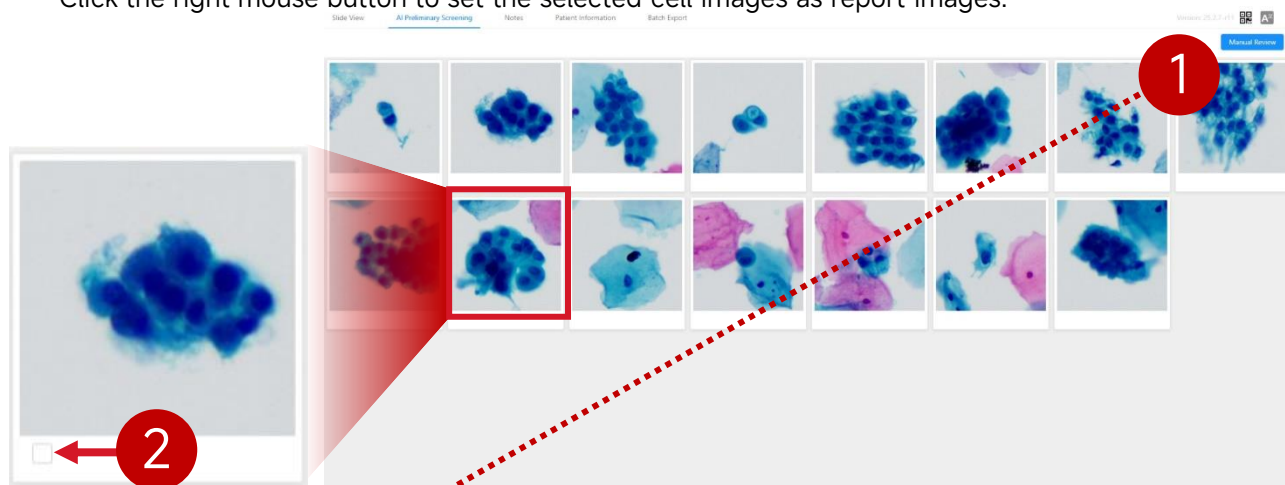 Click the right mouse button to set the selected cell images as report images.
Slide View AI Preliminary Screening Notes Patient Information Batch Export
Manual Review
1
2